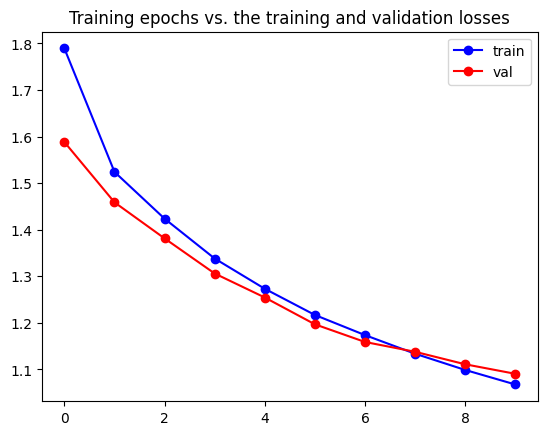 Training epochs vs. the training and validation losses
train
val
1.8
1.7
1.6
1.5
1.4
1.3
1.2
1.1
0 2 4 6 8